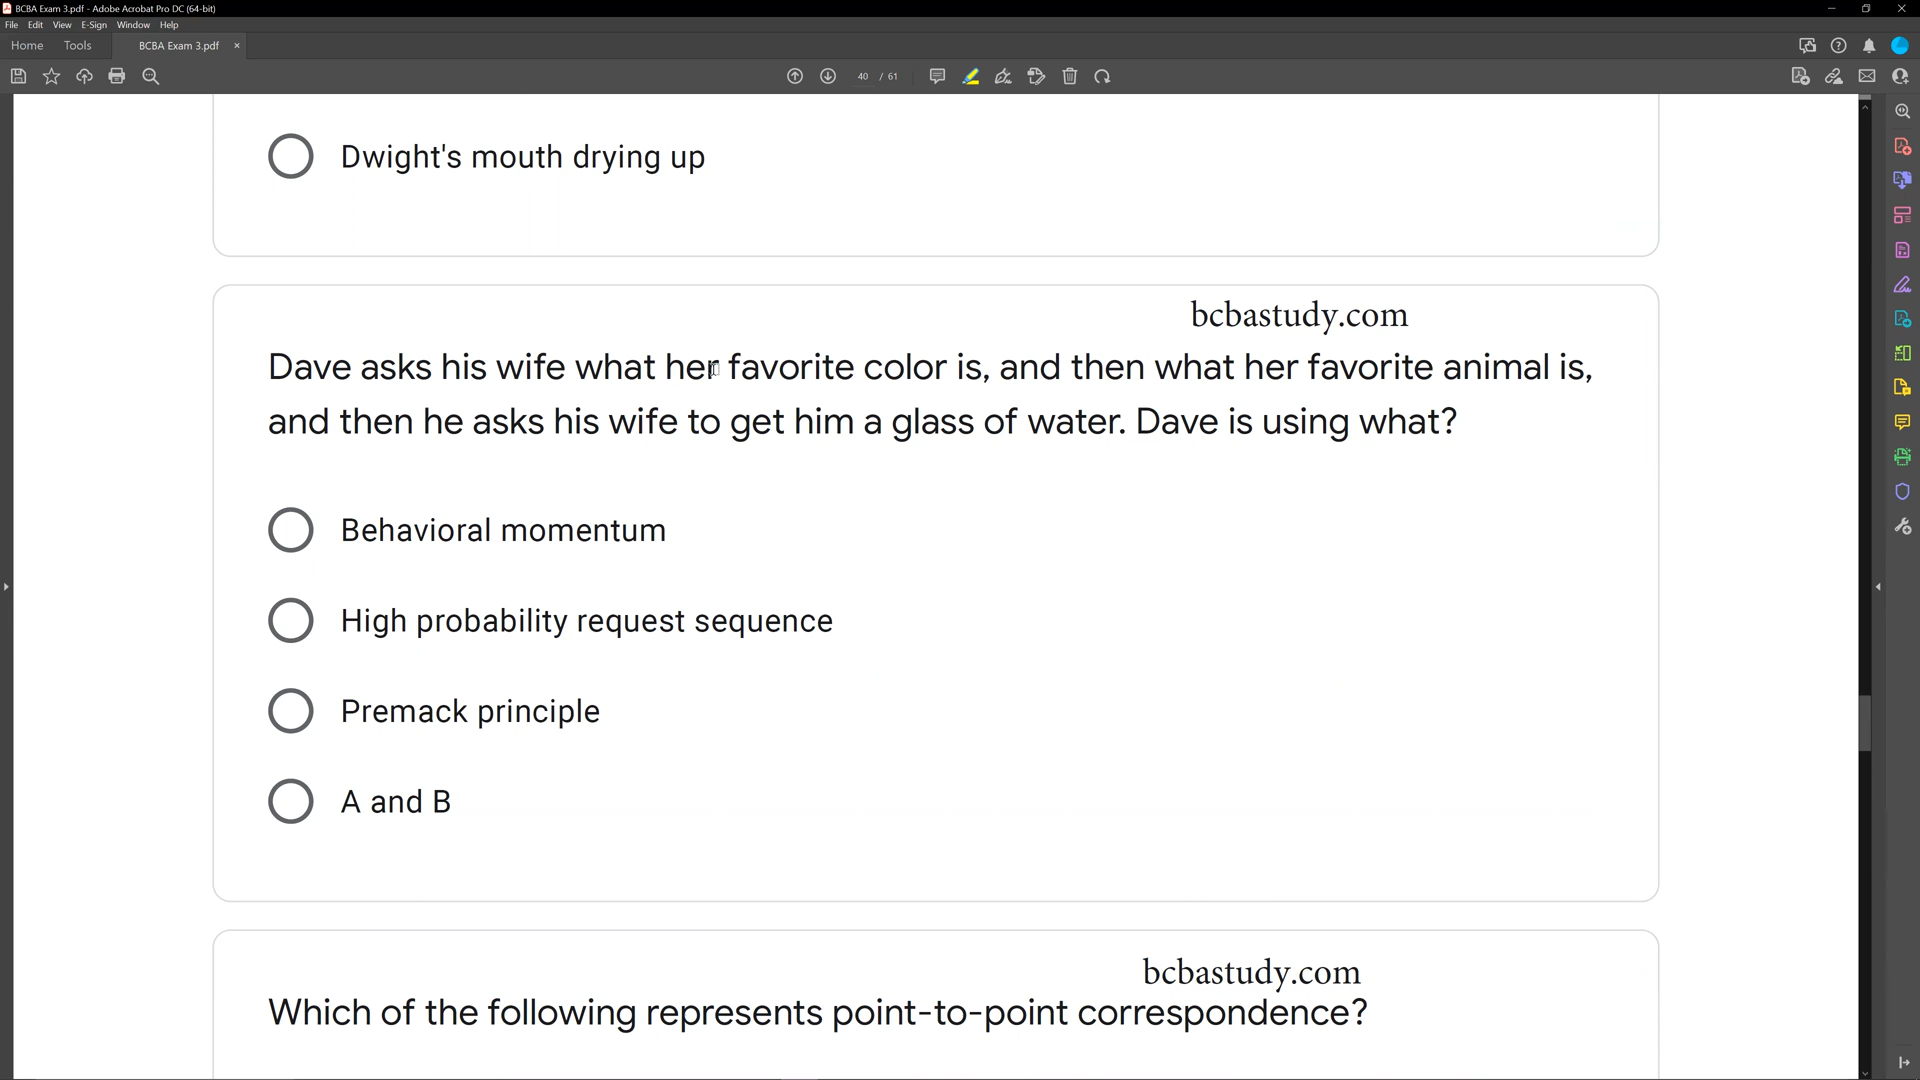 BCBA Exam 3.pdf - Adobe Acrobat Pro DC (64-bit)
File Edit View E-Sign Window Help
Home Tools BCBA Exam 3.pdf ×
40 / 61
Dwight's mouth drying up
bcbastudy.com
Dave asks his wife what her favorite color is, and then what her favorite animal is,
and then he asks his wife to get him a glass of water. Dave is using what?
Behavioral momentum
High probability request sequence
Premack principle
A and B
bcbastudy.com
Which of the following represents point-to-point correspondence?